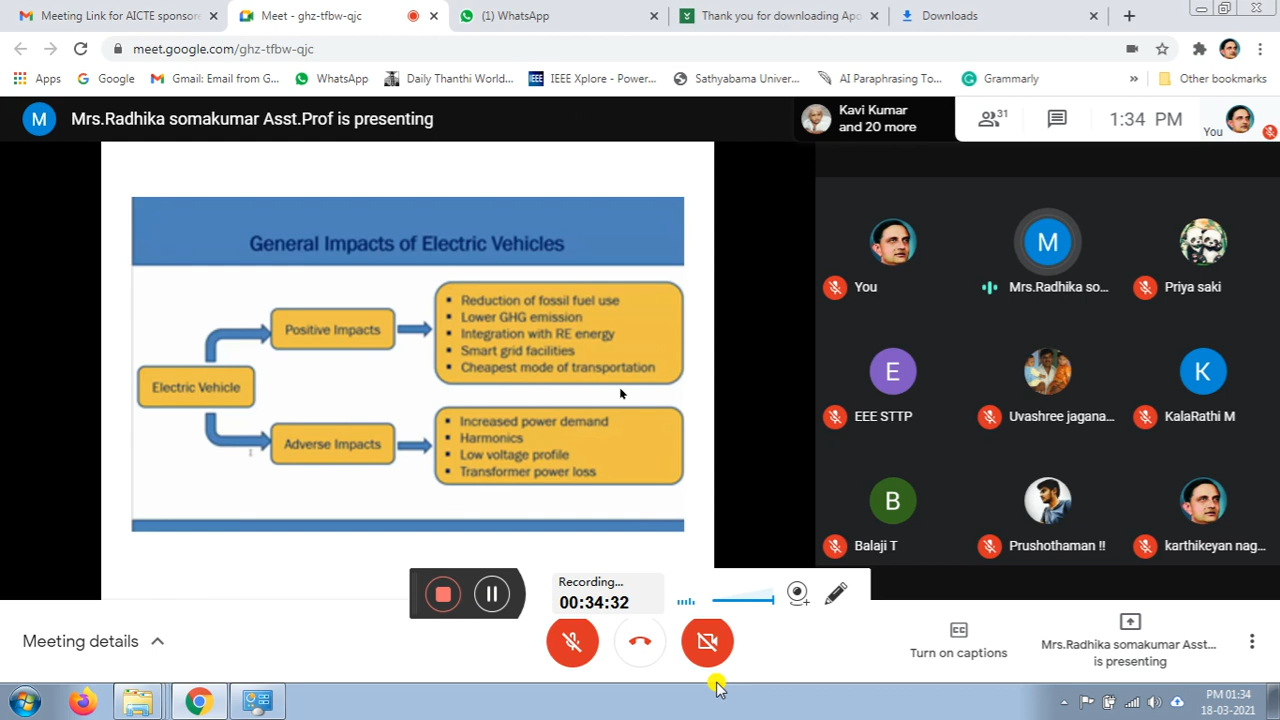 Meeting Link for AICTE sponsore
Meet - ghz-tfbw-qjc
(1) WhatsApp
Thank you for downloading Apo
Downloads
meet.google.com/ghz-tfbw-qjc
Apps
Google
Gmail: Email from G...
WhatsApp
Daily Thanthi World...
IEEE
IEEE Xplore - Power...
Sathyabama Univer...
AI Paraphrasing To...
Grammarly
»
Other bookmarks
M
Mrs.Radhika somakumar Asst.Prof is presenting
Kavi Kumar
and 20 more
31
1:34 PM
You
General Impacts of Electric Vehicles
Positive Impacts
▪ Reduction of fossil fuel use
▪ Lower GHG emission
▪ Integration with RE energy
▪ Smart grid facilities
▪ Cheapest mode of transportation
Electric Vehicle
Adverse Impacts
▪ Increased power demand
▪ Harmonics
▪ Low voltage profile
▪ Transformer power loss
You
M
Mrs.Radhika so...
Priya saki
E
EEE STTP
Uvashree jagana...
K
KalaRathi M
B
Balaji T
Prushothaman !!
karthikeyan nag...
Recording...
00:34:32
Meeting details
Turn on captions
Mrs.Radhika somakumar Asst...
is presenting
PM 01:34
18-03-2021